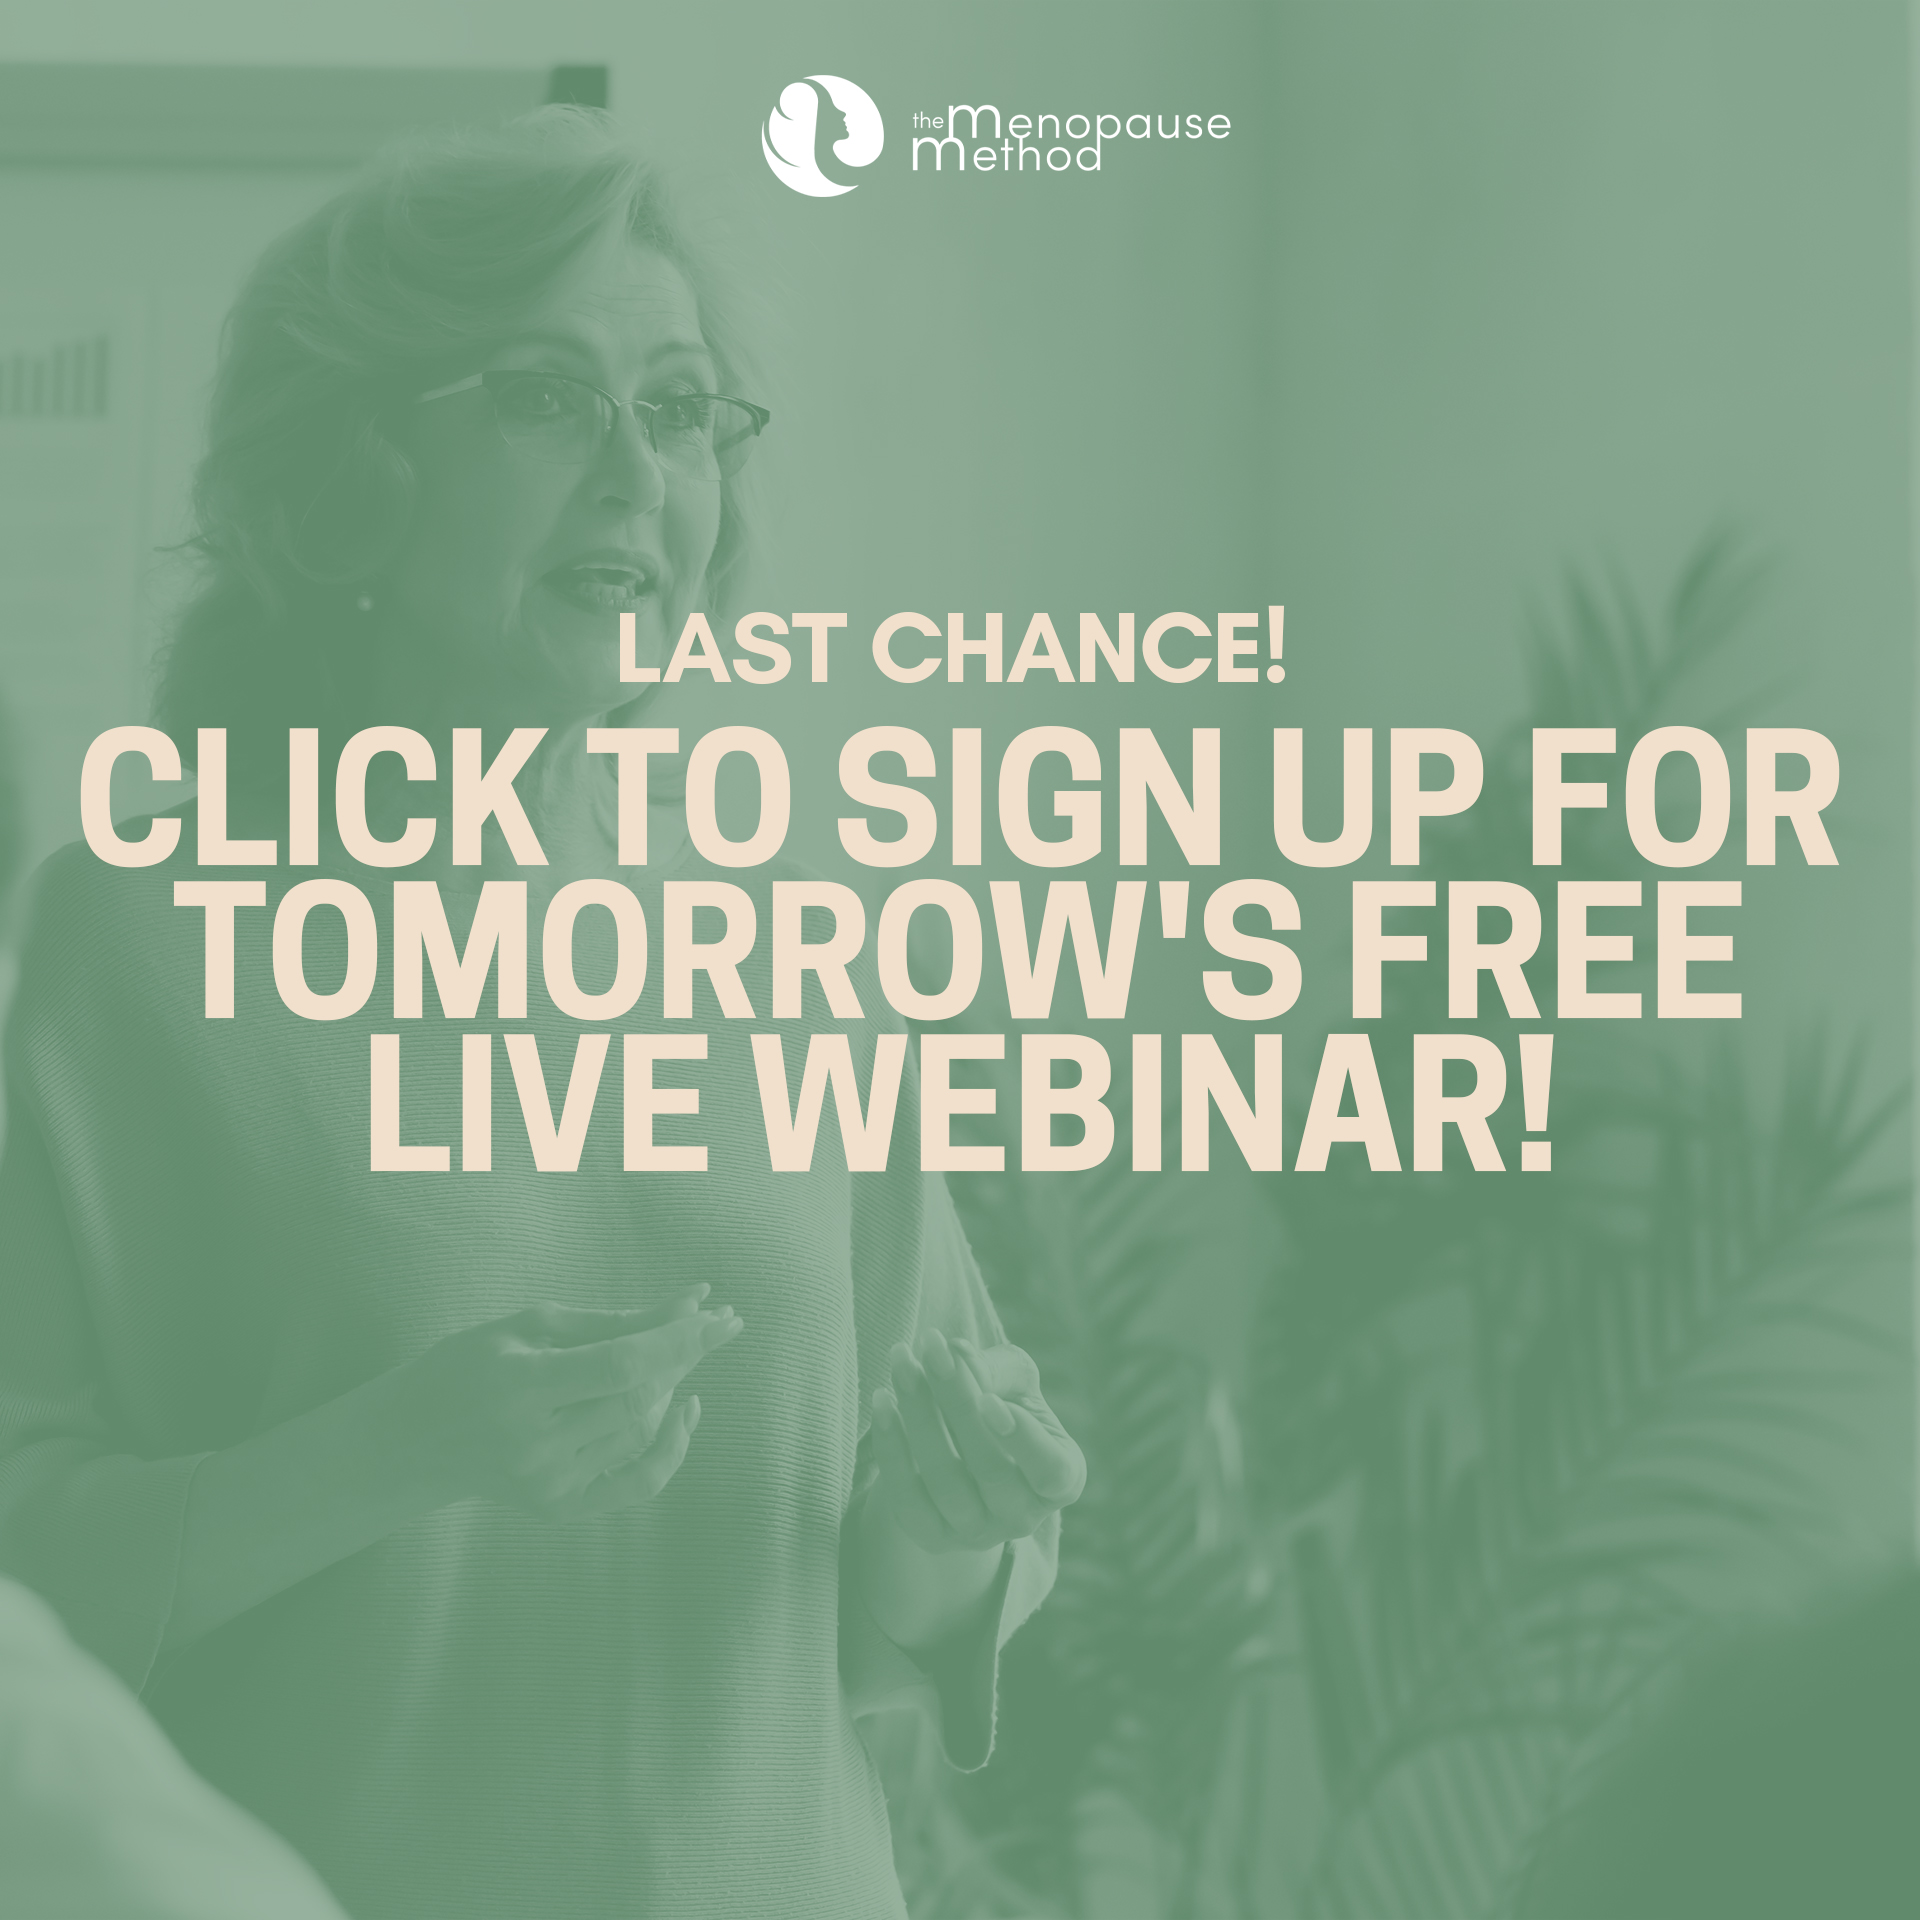 the Menopause
Method
LAST CHANCE!
CLICK TO SIGN UP FOR
TOMORROW'S FREE
LIVE WEBINAR!